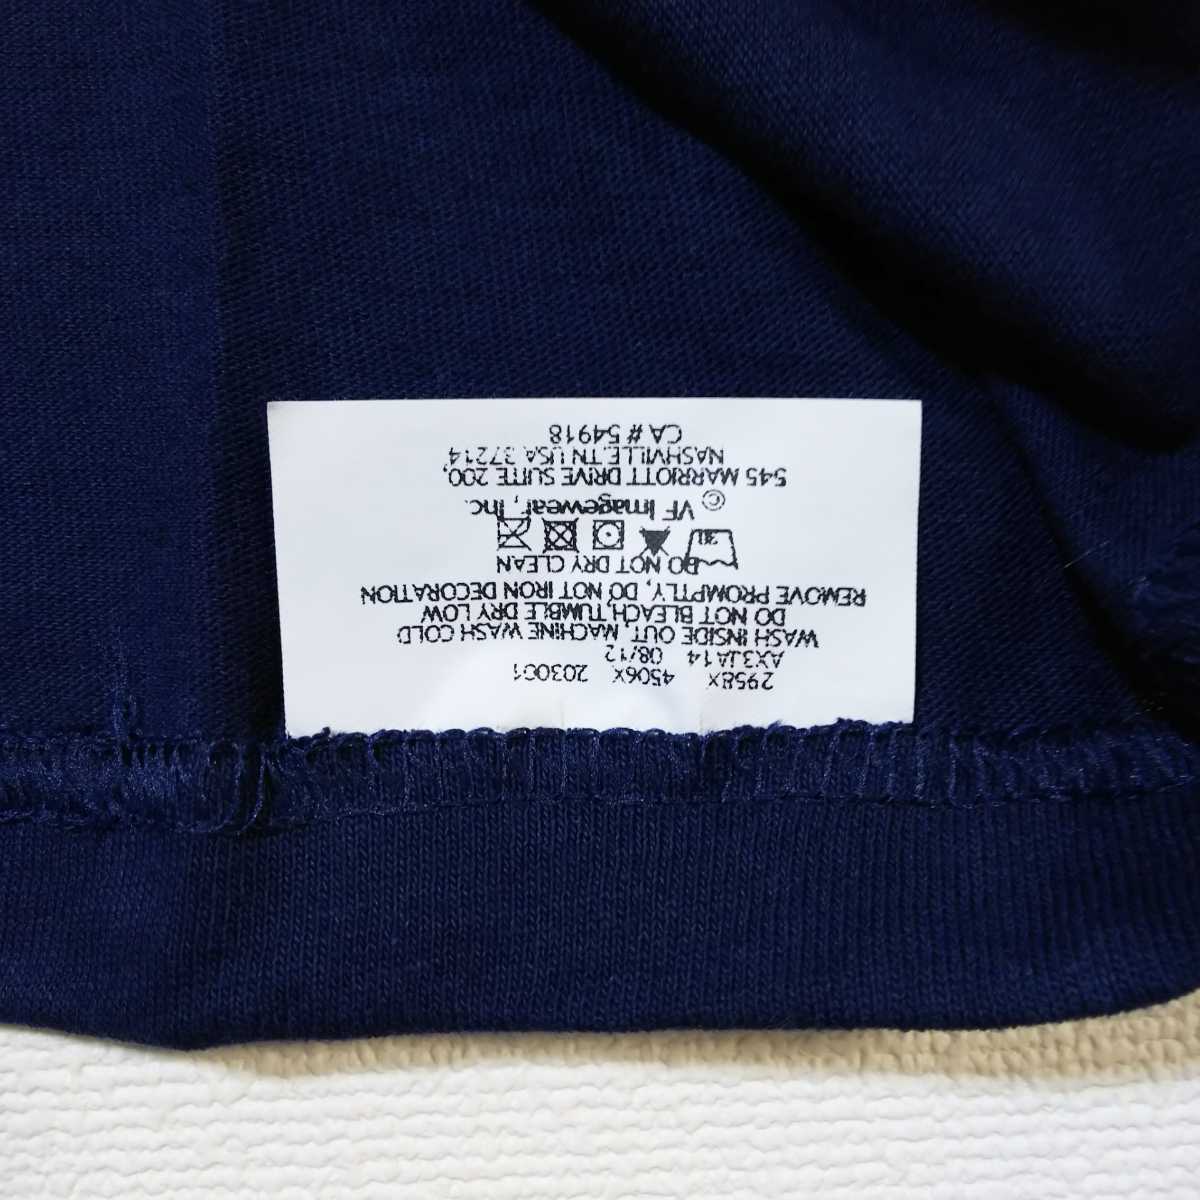 2958X 4506X 203001
AX3JA14 08/12
WASH INSIDE OUT, MACHINE WASH COLD
DO NOT BLEACH,TUMBLE DRY LOW
REMOVE PROMPTLY, DO NOT IRON DECORATION
DO NOT DRY CLEAN
© VF Imagewear, Inc.
545 MARRIOTT DRIVE SUITE 200,
NASHVILLE,TN USA 37214
CA # 54918